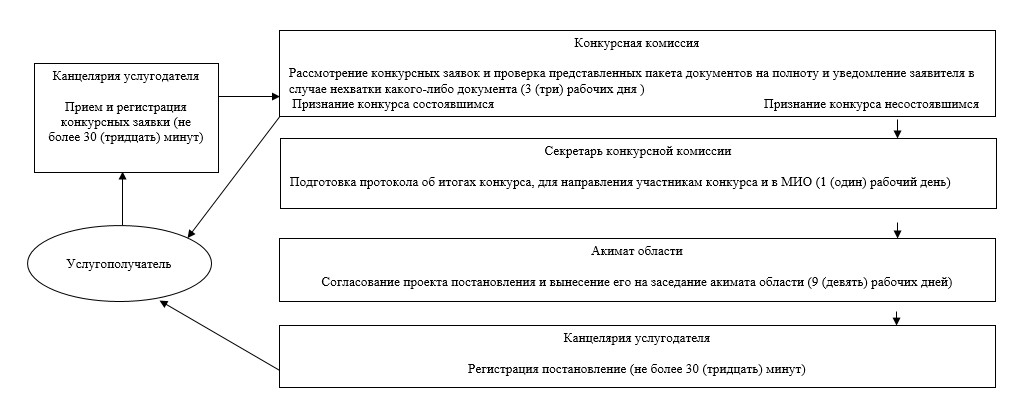 Канцелярия услугодателя
Прием и регистрация
конкурсных заявки (не
более 30 (тридцать) минут)
Услугополучатель
Конкурсная комиссия
Рассмотрение конкурсных заявок и проверка представленных пакета документов на полноту и уведомление заявителя в
случае нехватки какого-либо документа (3 (три) рабочих дня )
Признание конкурса состоявшимся Признание конкурса несостоявшимся
Секретарь конкурсной комиссии
Подготовка протокола об итогах конкурса, для направления участникам конкурса и в МИО (1 (один) рабочий день)
Акимат области
Согласование проекта постановления и вынесение его на заседание акимата области (9 (девять) рабочих дней)
Канцелярия услугодателя
Регистрация постановление (не более 30 (тридцать) минут)